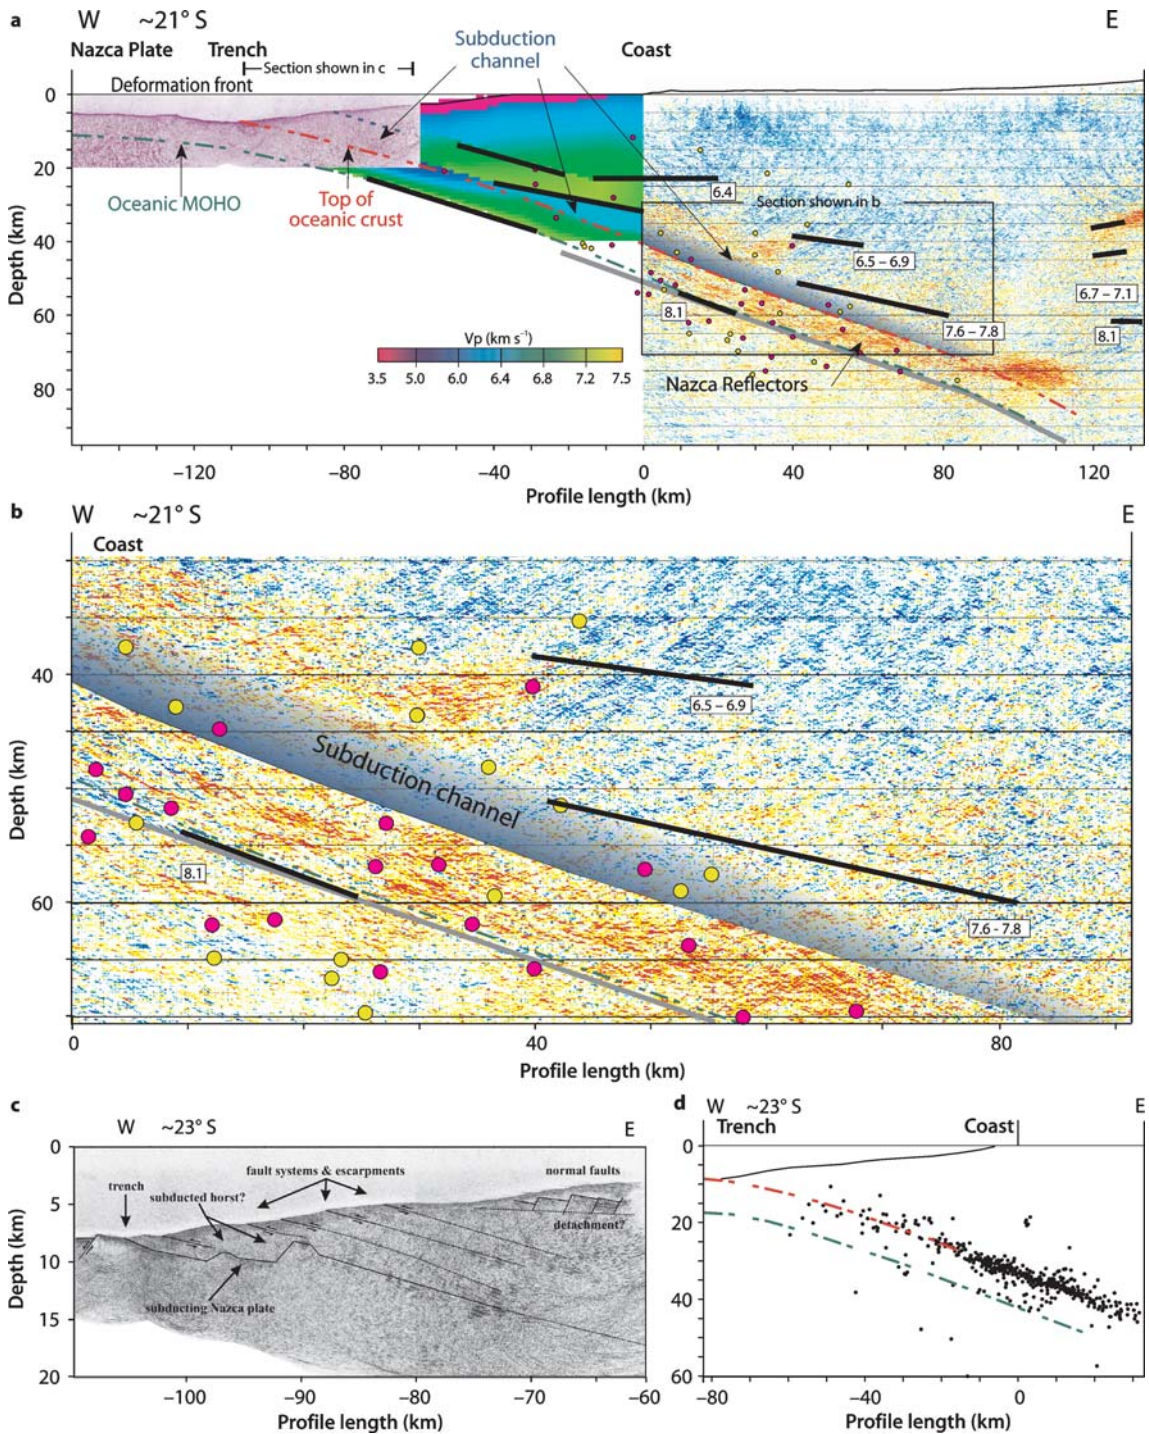 a W ~21° S E
Nazca Plate Trench Subduction channel Coast
Section shown in c
Deformation front
0
20
40
60
80
Depth (km)
Oceanic MOHO
Top of oceanic crust
6.4
Section shown in b
6.5 – 6.9
6.7 – 7.1
8.1
8.1
7.6 – 7.8
Vp (km s⁻¹)
3.5 5.0 6.0 6.4 6.8 7.2 7.5
Nazca Reflectors
−120 −80 −40 0 40 80 120
Profile length (km)
b W ~21° S E
Coast
40
60
Depth (km)
6.5 – 6.9
Subduction channel
8.1
7.6 - 7.8
0 40 80
Profile length (km)
c W ~23° S E
0
5
10
15
20
Depth (km)
trench
fault systems & escarpments
normal faults
subducted horst?
detachment?
subducting Nazca plate
−100 −90 −80 −70 −60
Profile length (km)
d W ~23° S E
Trench Coast
0
20
40
60
−80 −40 0
Profile length (km)